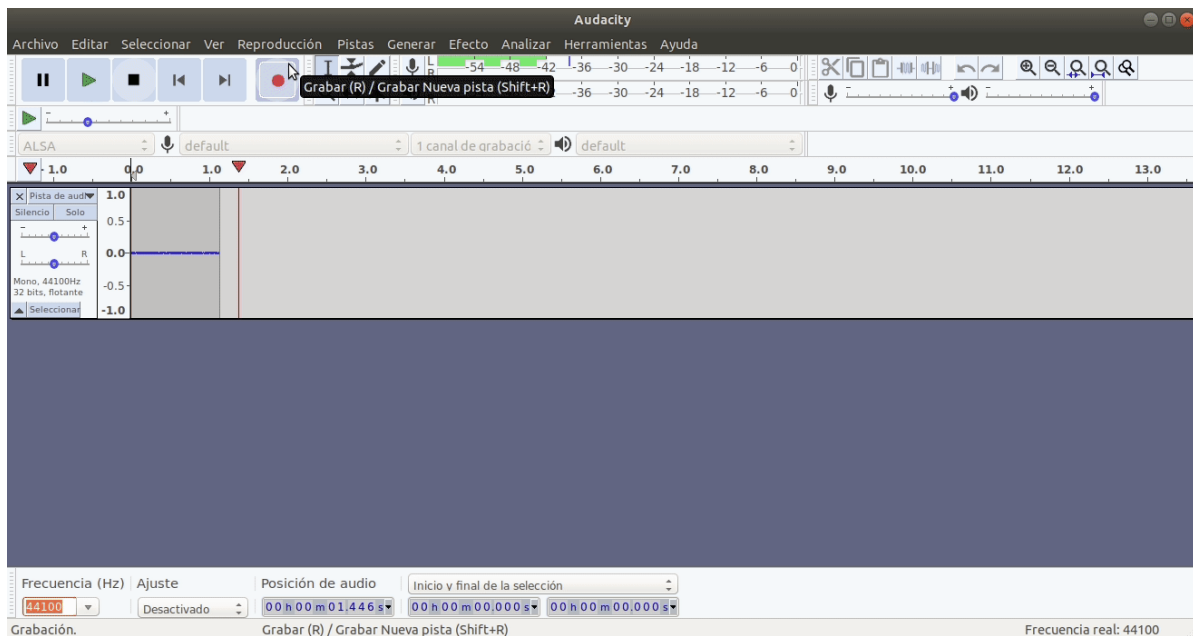 Audacity
Archivo Editar Seleccionar Ver Reproducción Pistas Generar Efecto Analizar Herramientas Ayuda
L -54 -48 -42 -36 -30 -24 -18 -12 -6 0
R
Grabar (R) / Grabar Nueva pista (Shift+R)
-36 -30 -24 -18 -12 -6 0
R
- +
- +
- +
ALSA default 1 canal de grabació default
- 1.0 0.0 1.0 2.0 3.0 4.0 5.0 6.0 7.0 8.0 9.0 10.0 11.0 12.0 13.0
X Pista de audi 1.0
Silencio Solo
- + 0.5
L R 0.0
Mono, 44100Hz -0.5
32 bits, flotante
Seleccionar -1.0
Frecuencia (Hz) Ajuste Posición de audio Inicio y final de la selección
44100 Desactivado 00 h 00 m 01.446 s 00 h 00 m 00.000 s 00 h 00 m 00.000 s
Grabación. Grabar (R) / Grabar Nueva pista (Shift+R) Frecuencia real: 44100